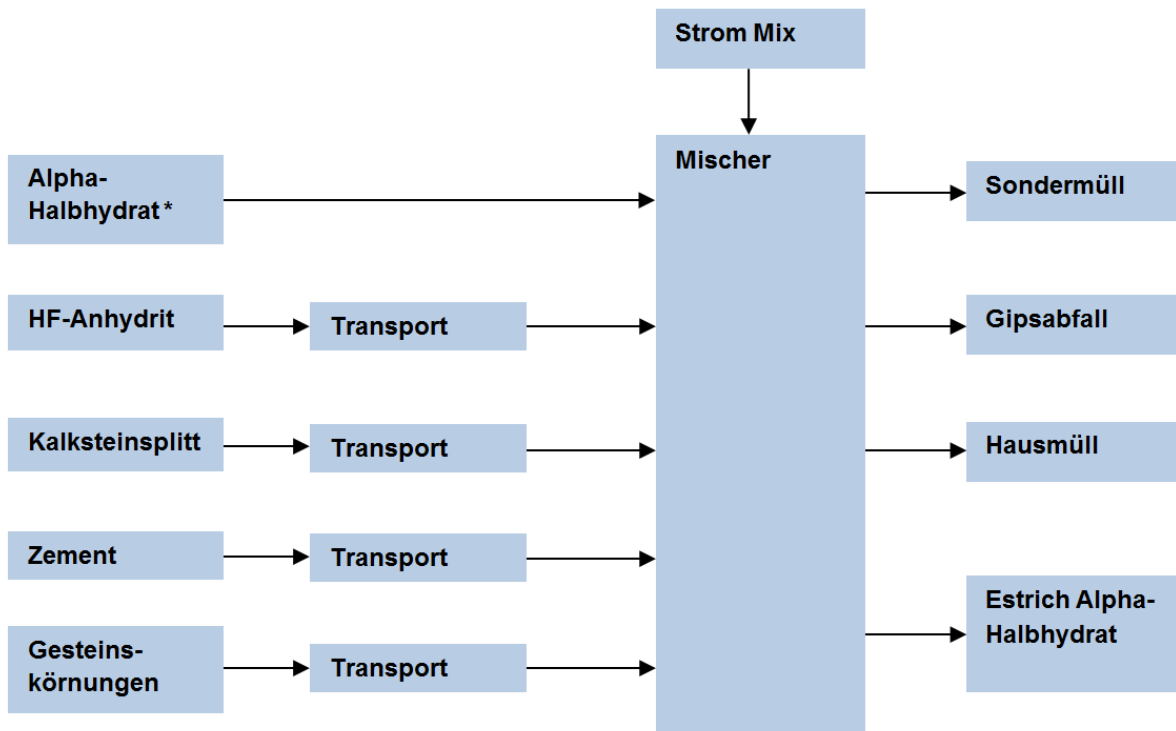 Strom Mix
Mischer
Alpha-
Halbhydrat *
Sondermüll
HF-Anhydrit
Transport
Gipsabfall
Kalksteinsplitt
Transport
Hausmüll
Zement
Transport
Estrich Alpha-
Halbhydrat
Gesteins-
körnungen
Transport